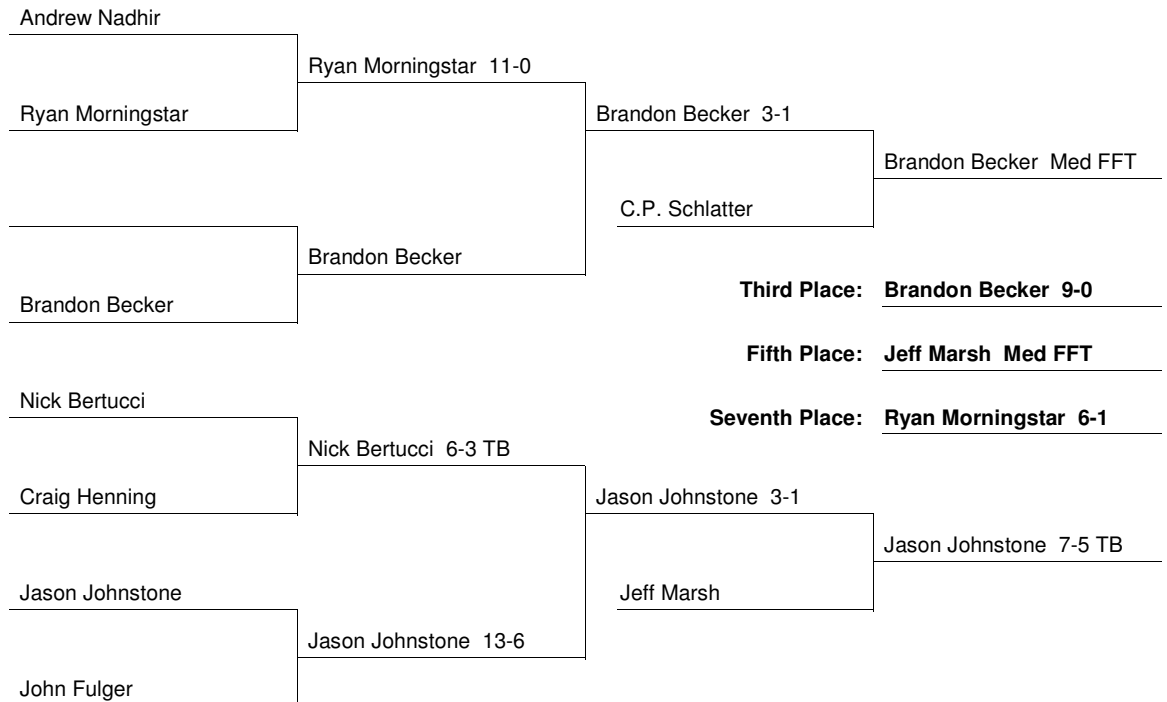 Andrew Nadhir
Ryan Morningstar 11-0
Ryan Morningstar
Brandon Becker 3-1
Brandon Becker Med FFT
C.P. Schlatter
Brandon Becker
Third Place: Brandon Becker 9-0
Brandon Becker
Fifth Place: Jeff Marsh Med FFT
Nick Bertucci
Seventh Place: Ryan Morningstar 6-1
Nick Bertucci 6-3 TB
Craig Henning
Jason Johnstone 3-1
Jason Johnstone 7-5 TB
Jason Johnstone
Jeff Marsh
Jason Johnstone 13-6
John Fulger